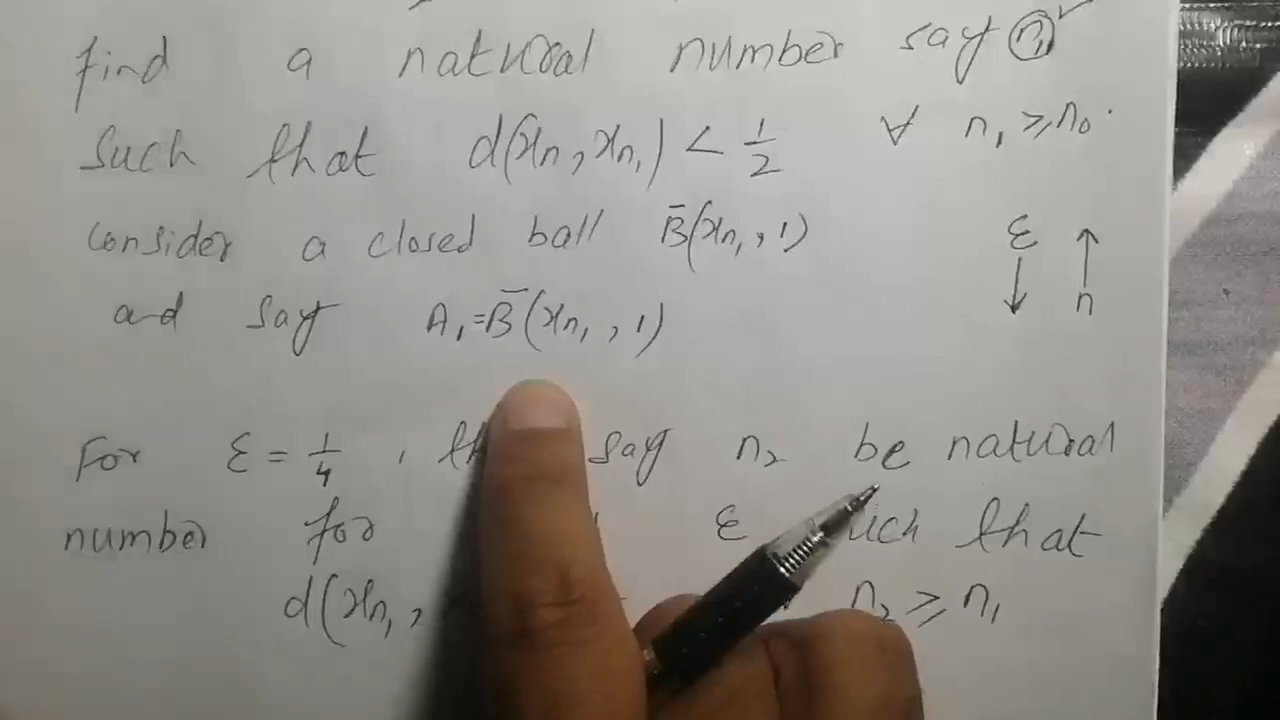 find a natural number say n₁ ✓
such that d(xn, xn₁) < 1/2 ∀ n₁ ≥ n₀.
consider a closed ball B̄(xn₁, 1)
and say A₁ = B̄(xn₁, 1)
ε ↓ n ↑
For ε = 1/4, say n₂ be natural
number for ε such that
d(xn₁, n₂ ≥ n₁